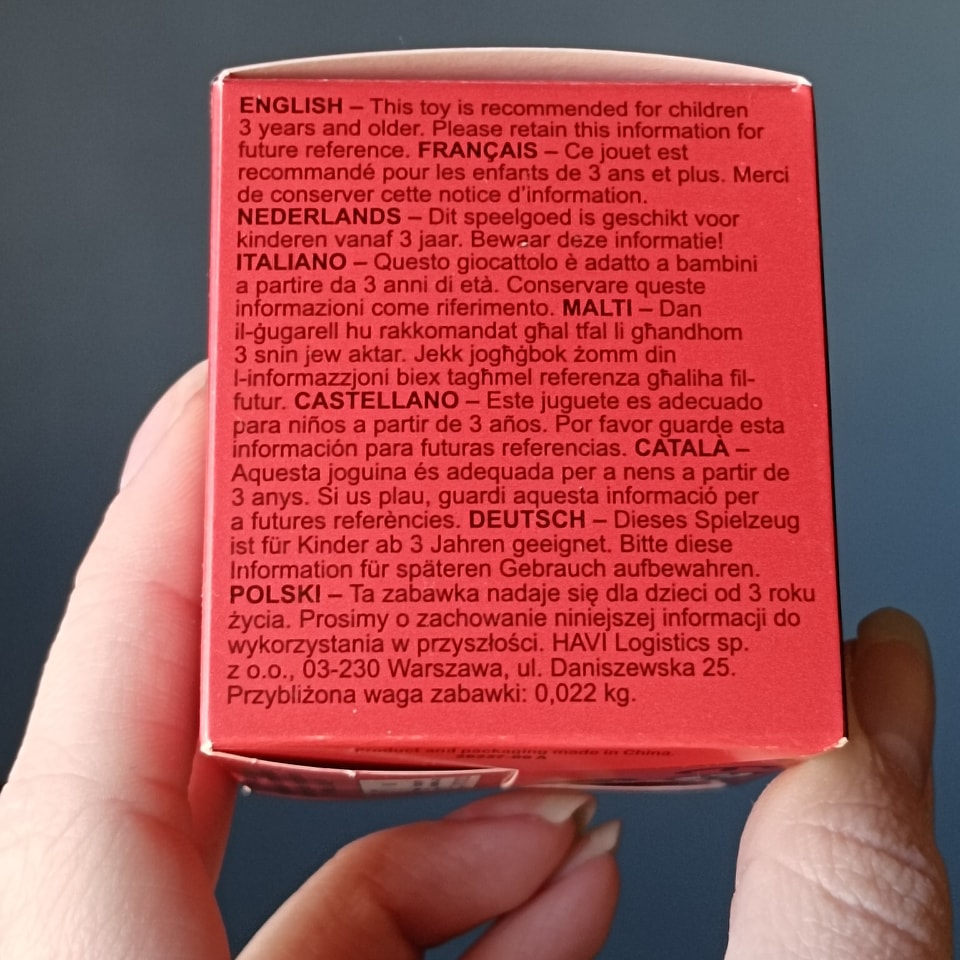 ENGLISH – This toy is recommended for children
3 years and older. Please retain this information for
future reference. FRANÇAIS – Ce jouet est
recommandé pour les enfants de 3 ans et plus. Merci
de conserver cette notice d'information.
NEDERLANDS – Dit speelgoed is geschikt voor
kinderen vanaf 3 jaar. Bewaar deze informatie!
ITALIANO – Questo giocattolo è adatto a bambini
a partire da 3 anni di età. Conservare queste
informazioni come riferimento. MALTI – Dan
il-ġugarell hu rakkomandat għal tfal li għandhom
3 snin jew aktar. Jekk jogħġbok żomm din
l-informazzjoni biex tagħmel referenza għaliha fil-
futur. CASTELLANO – Este juguete es adecuado
para niños a partir de 3 años. Por favor guarde esta
información para futuras referencias. CATALÀ –
Aquesta joguina és adequada per a nens a partir de
3 anys. Si us plau, guardi aquesta informació per
a futures referències. DEUTSCH – Dieses Spielzeug
ist für Kinder ab 3 Jahren geeignet. Bitte diese
Information für späteren Gebrauch aufbewahren.
POLSKI – Ta zabawka nadaje się dla dzieci od 3 roku
życia. Prosimy o zachowanie niniejszej informacji do
wykorzystania w przyszłości. HAVI Logistics sp.
z o.o., 03-230 Warszawa, ul. Daniszewska 25.
Przybliżona waga zabawki: 0,022 kg.
Product and packaging made in China.